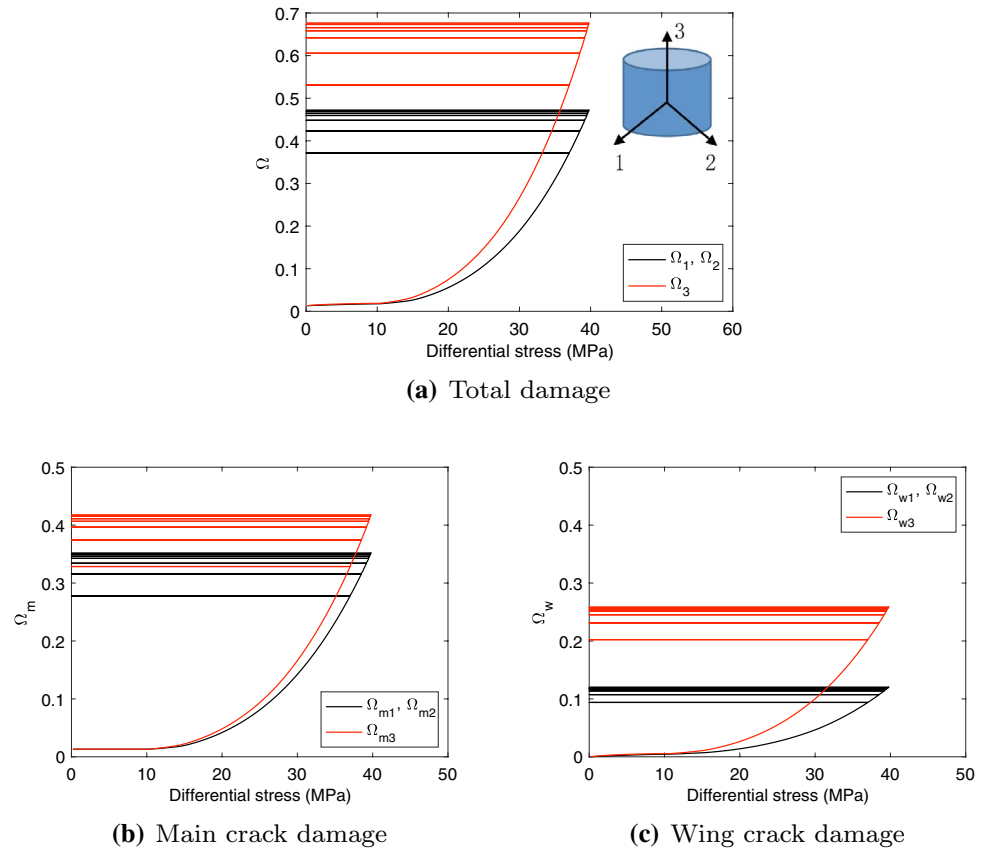 0.7
0.6
0.5
0.4
0.3
0.2
0.1
0
Ω
0 10 20 30 40 50 60
Differential stress (MPa)
3
1
2
Ω1, Ω2
Ω3
(a) Total damage
0.5
0.4
0.3
0.2
0.1
0
Ωm
0 10 20 30 40 50
Differential stress (MPa)
Ωm1, Ωm2
Ωm3
(b) Main crack damage
0.5
0.4
0.3
0.2
0.1
0
Ωw
0 10 20 30 40 50
Differential stress (MPa)
Ωw1, Ωw2
Ωw3
(c) Wing crack damage